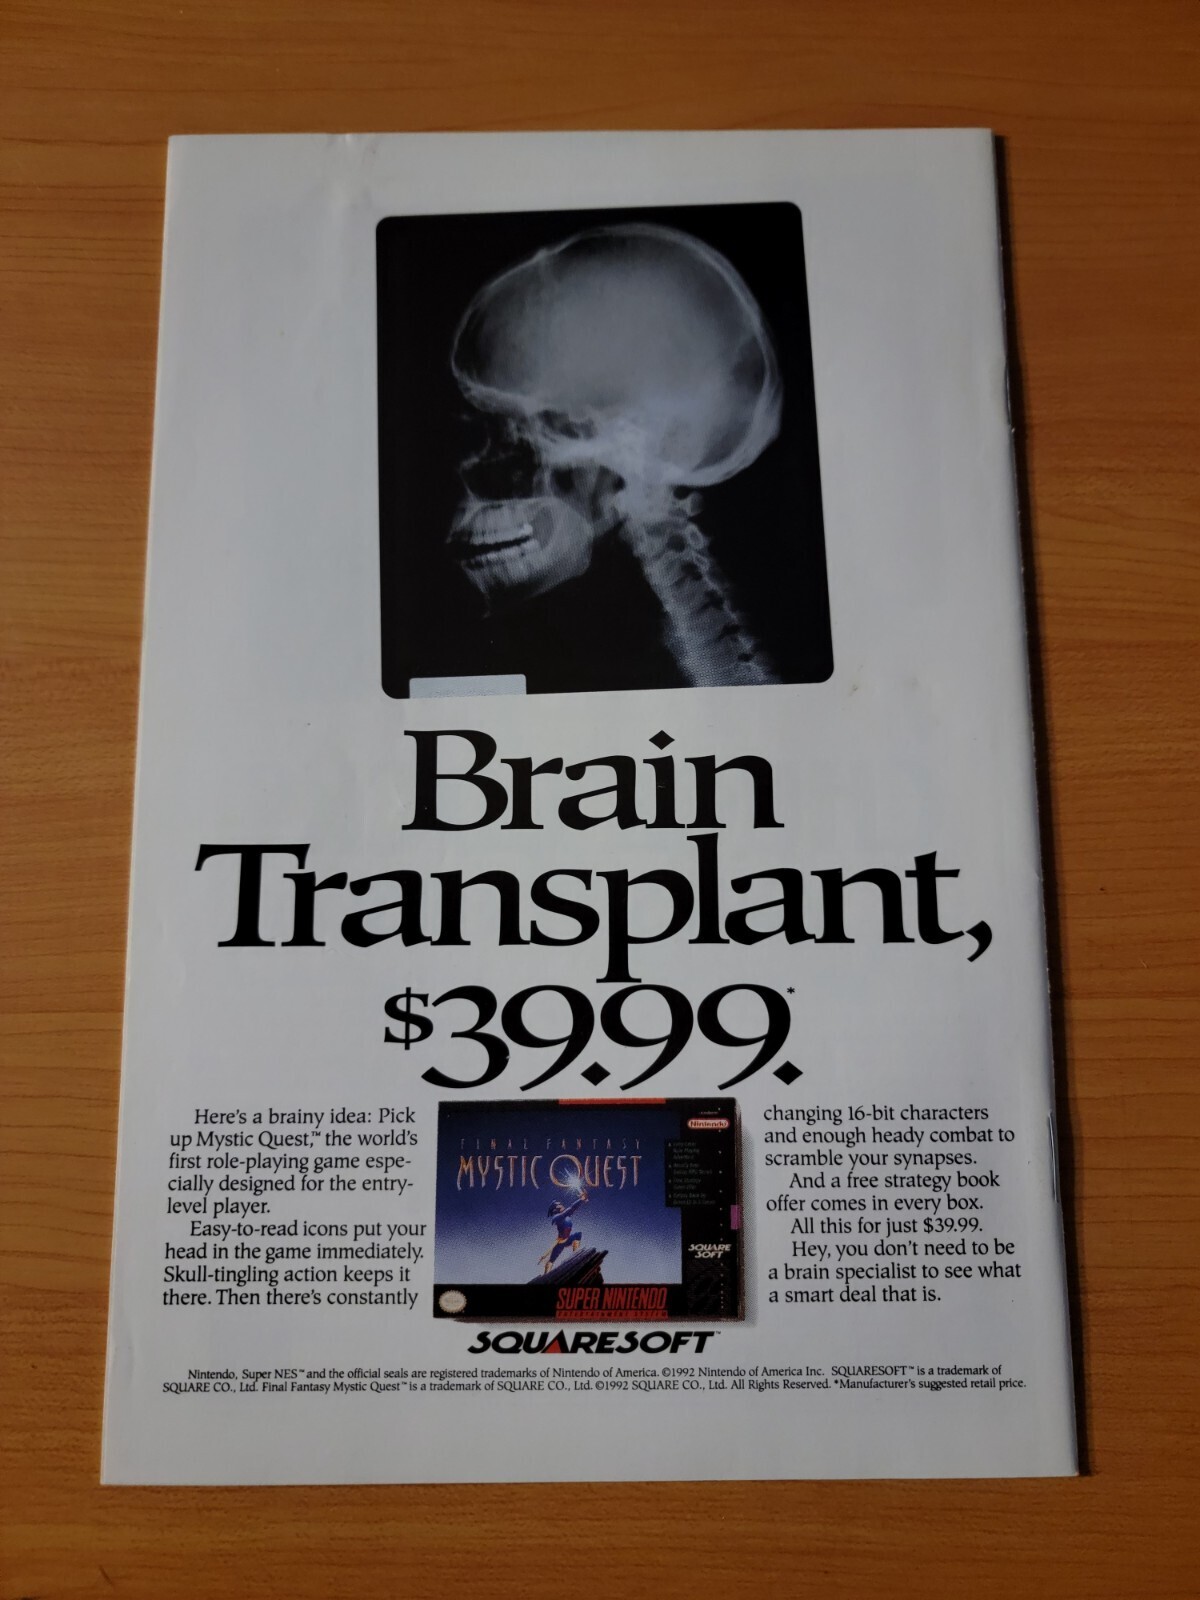 Brain
Transplant,
$39.99.*
Here's a brainy idea: Pick
up Mystic Quest,™ the world's
first role-playing game espe-
cially designed for the entry-
level player.
Easy-to-read icons put your
head in the game immediately.
Skull-tingling action keeps it
there. Then there's constantly
FINAL FANTASY
MYSTIC QUEST
Nintendo
SQUARE
SOFT
SUPER NINTENDO
ENTERTAINMENT SYSTEM
changing 16-bit characters
and enough heady combat to
scramble your synapses.
And a free strategy book
offer comes in every box.
All this for just $39.99.
Hey, you don't need to be
a brain specialist to see what
a smart deal that is.
SQUARESOFT™
Nintendo, Super NES™ and the official seals are registered trademarks of Nintendo of America. ©1992 Nintendo of America Inc. SQUARESOFT™ is a trademark of
SQUARE CO., Ltd. Final Fantasy Mystic Quest™ is a trademark of SQUARE CO., Ltd. ©1992 SQUARE CO., Ltd. All Rights Reserved. *Manufacturer's suggested retail price.